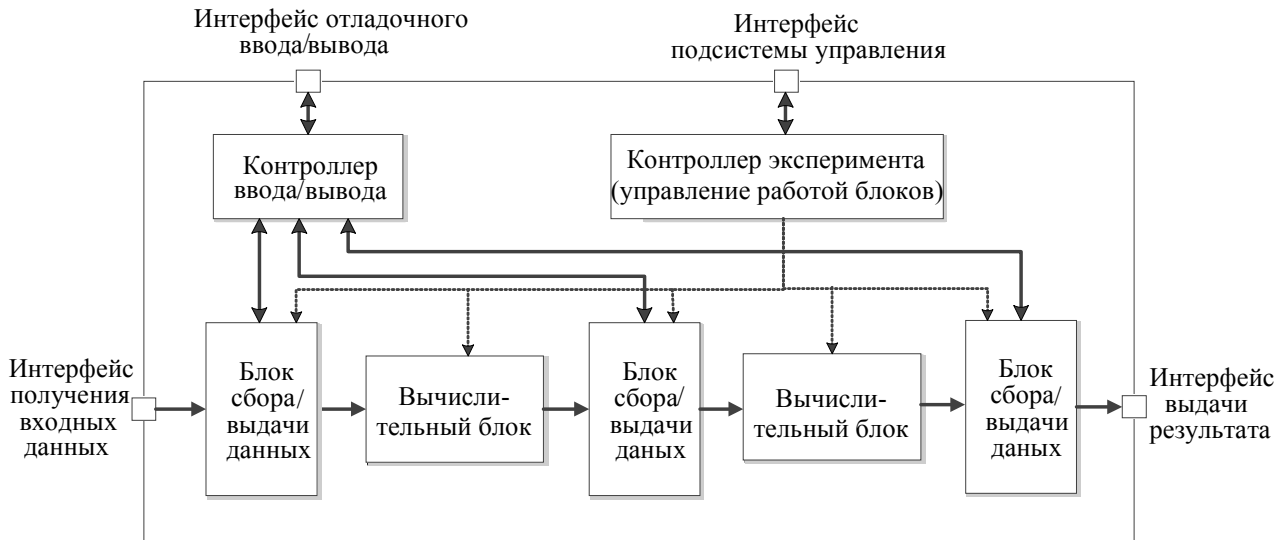 Интерфейс отладочного
ввода/вывода
Интерфейс
подсистемы управления
Контроллер
ввода/вывода
Контроллер эксперимента
(управление работой блоков)
Интерфейс
получения
входных
данных
Блок
сбора/
выдачи
данных
Вычисли-
тельный блок
Блок
сбора/
выдачи
даных
Вычисли-
тельный блок
Блок
сбора/
выдачи
даных
Интерфейс
выдачи
результата